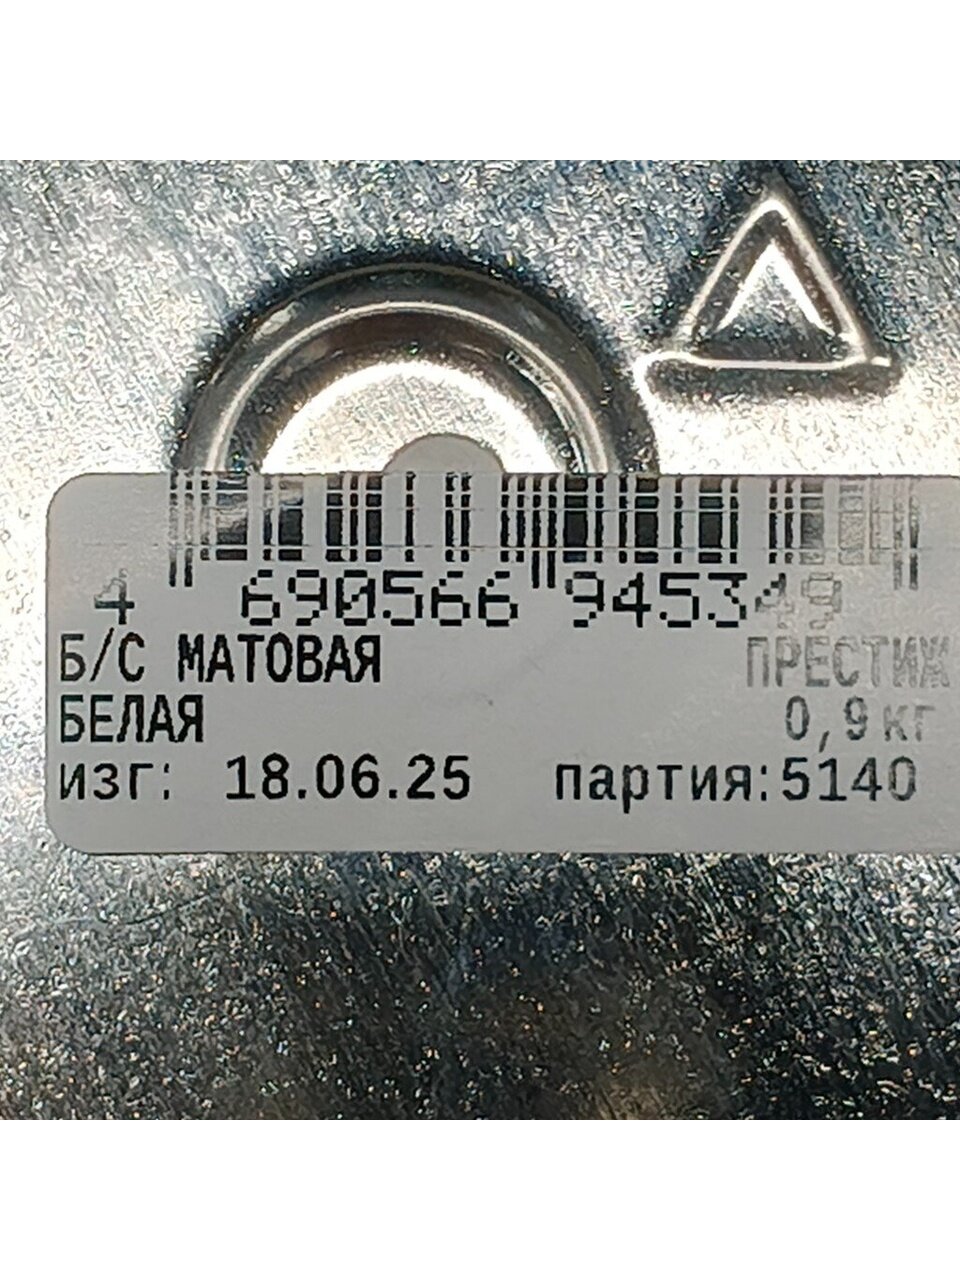 4 690566 945349
Б/С МАТОВАЯ ПРЕСТИЖ
БЕЛАЯ 0,9кг
изг: 18.06.25 партия:5140